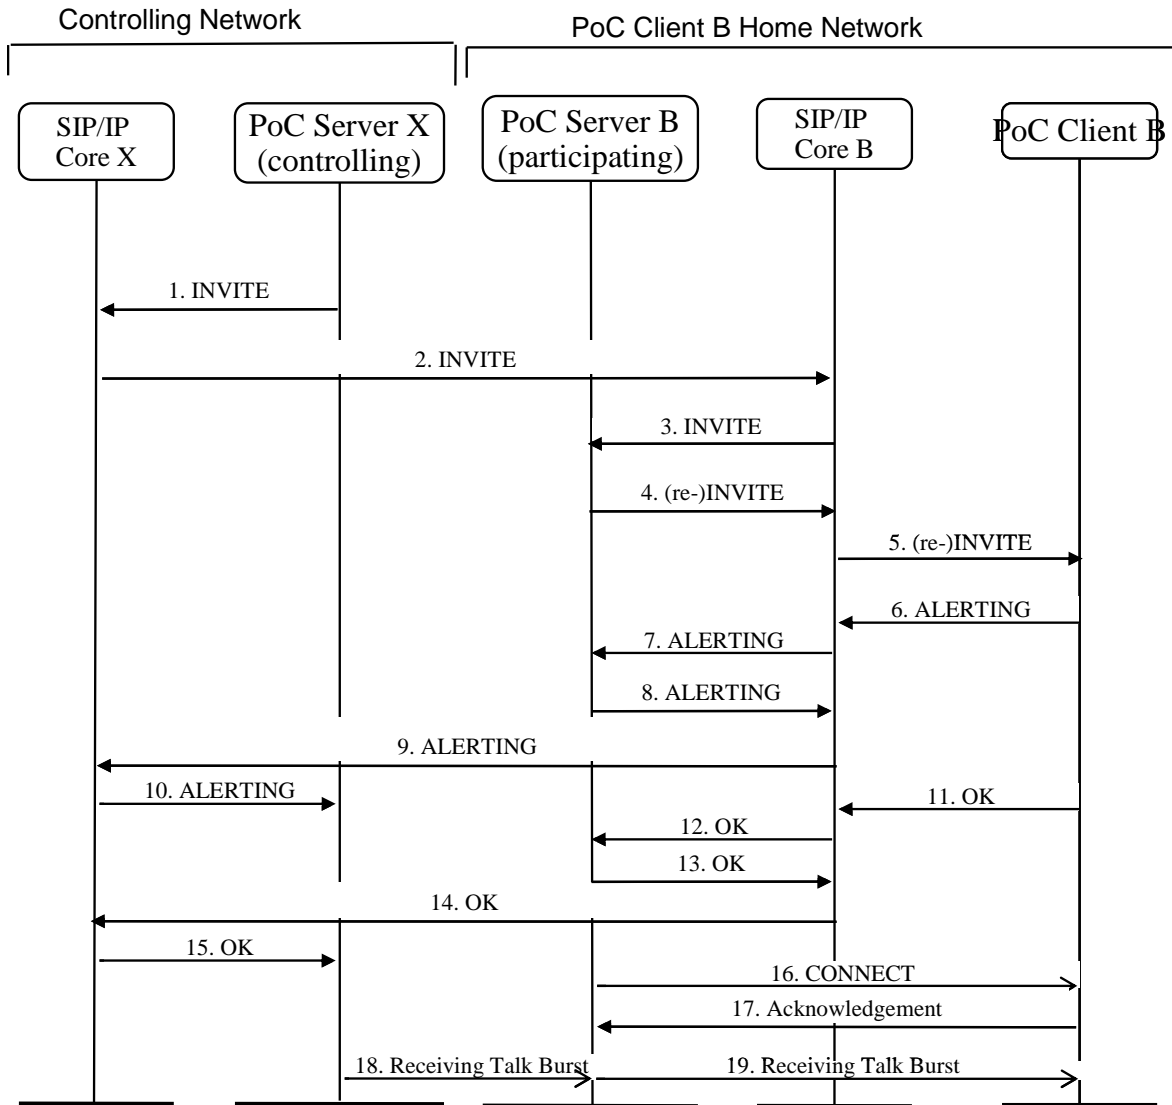 Controlling Network
PoC Client B Home Network
SIP/IP
Core X
PoC Server X
(controlling)
PoC Server B
(participating)
SIP/IP
Core B
PoC Client B
1. INVITE
2. INVITE
3. INVITE
4. (re-)INVITE
5. (re-)INVITE
6. ALERTING
7. ALERTING
8. ALERTING
9. ALERTING
10. ALERTING
11. OK
12. OK
13. OK
14. OK
15. OK
16. CONNECT
17. Acknowledgement
18. Receiving Talk Burst
19. Receiving Talk Burst